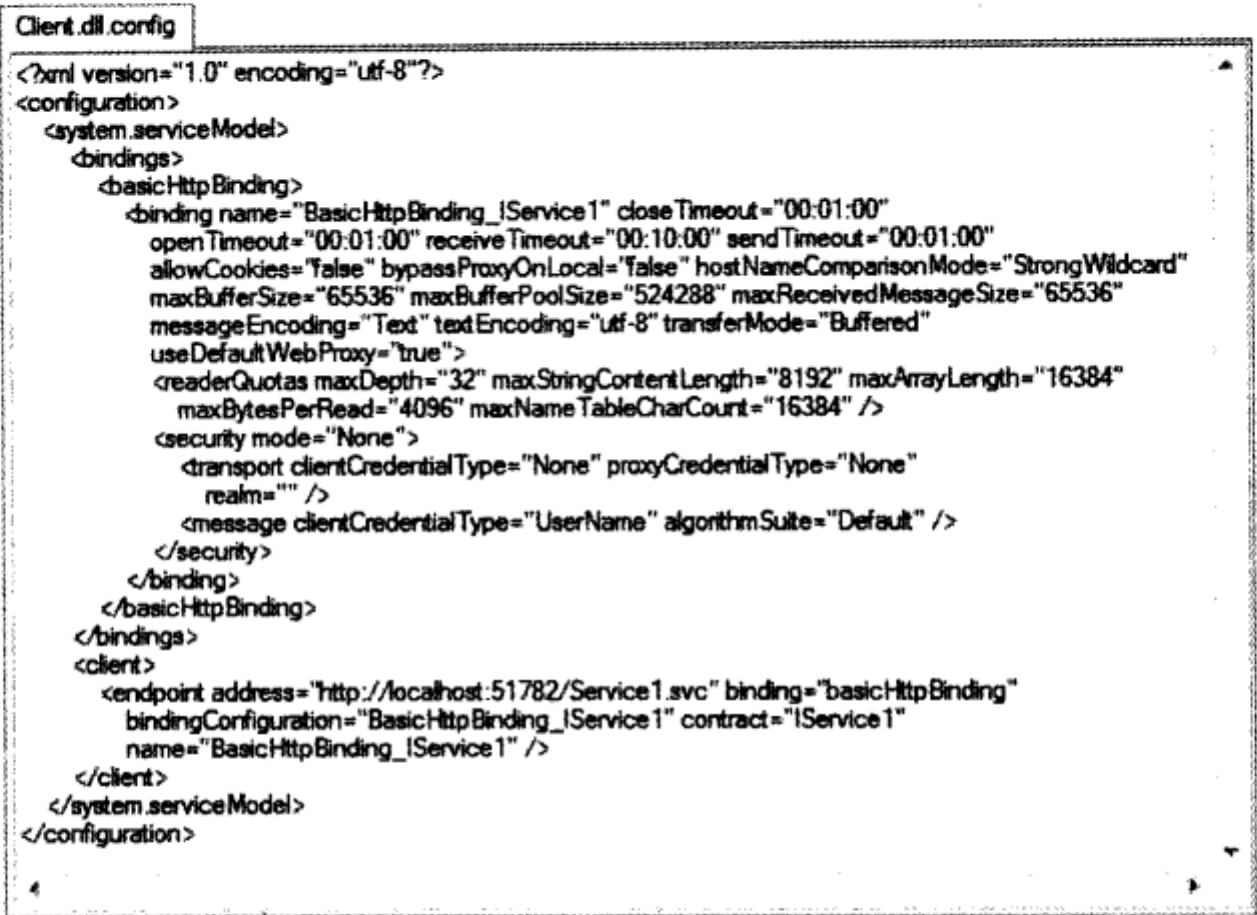 Client.dll.config
<?xml version="1.0" encoding="utf-8"?>
<configuration>
<system.serviceModel>
<bindings>
<basicHttpBinding>
<binding name="BasicHttpBinding_IService1" closeTimeout="00:01:00"
openTimeout="00:01:00" receiveTimeout="00:10:00" sendTimeout="00:01:00"
allowCookies="false" bypassProxyOnLocal="false" hostNameComparisonMode="StrongWildcard"
maxBufferSize="65536" maxBufferPoolSize="524288" maxReceivedMessageSize="65536"
messageEncoding="Text" textEncoding="utf-8" transferMode="Buffered"
useDefaultWebProxy="true">
<readerQuotas maxDepth="32" maxStringContentLength="8192" maxArrayLength="16384"
maxBytesPerRead="4096" maxNameTableCharCount="16384" />
<security mode="None">
<transport clientCredentialType="None" proxyCredentialType="None"
realm="" />
<message clientCredentialType="UserName" algorithmSuite="Default" />
</security>
</binding>
</basicHttpBinding>
</bindings>
<client>
<endpoint address="http://localhost:51782/Service1.svc" binding="basicHttpBinding"
bindingConfiguration="BasicHttpBinding_IService1" contract="IService1"
name="BasicHttpBinding_IService1" />
</client>
</system.serviceModel>
</configuration>